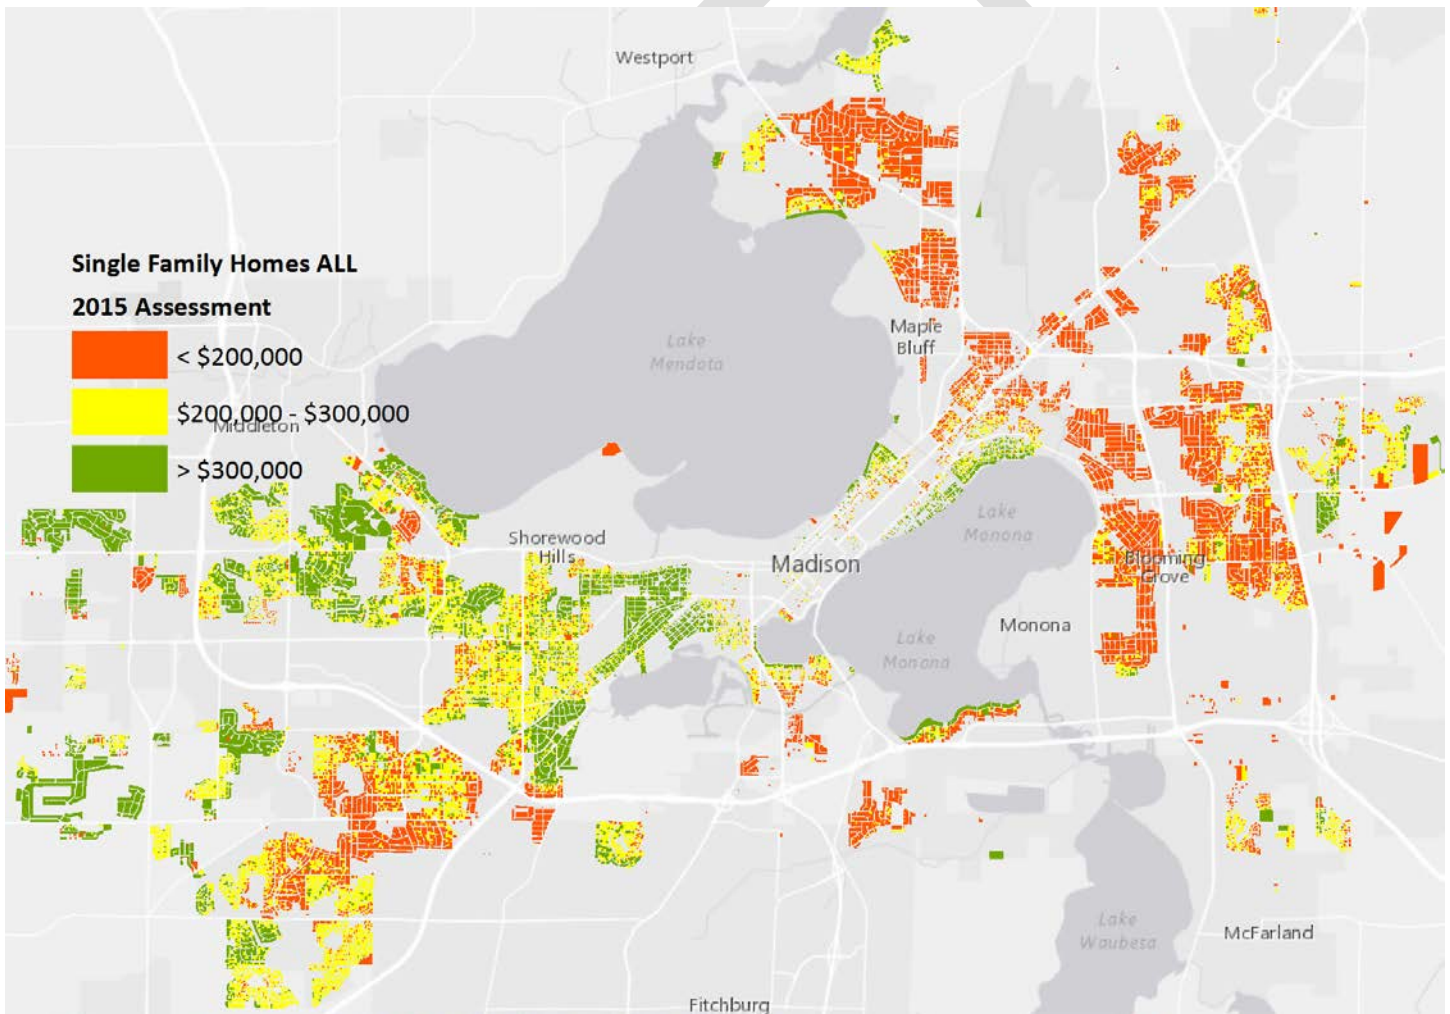 Westport
Single Family Homes ALL
2015 Assessment
< $200,000
$200,000 - $300,000
Middleton
> $300,000
Lake
Mendota
Maple
Bluff
Shorewood
Hills
Madison
Lake
Monona
Blooming
Grove
Monona
Lake
Monona
Lake
Waubesa
McFarland
Fitchburg